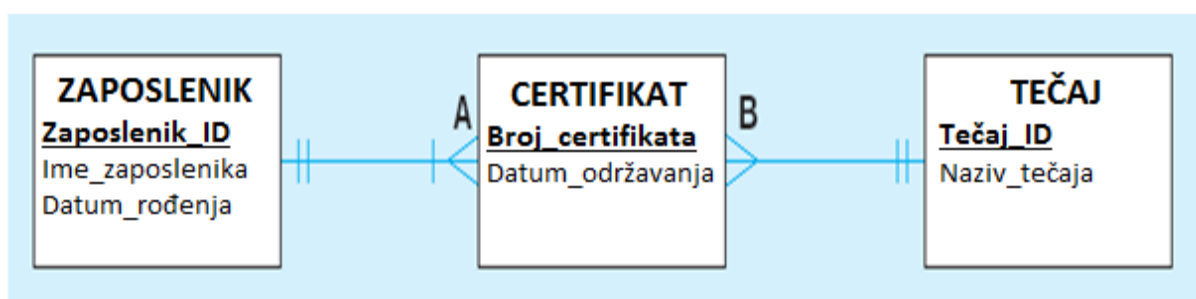 ZAPOSLENIK
Zaposlenik_ID
Ime_zaposlenika
Datum_rođenja
A
CERTIFIKAT
Broj_certifikata
Datum_održavanja
B
TEČAJ
Tečaj_ID
Naziv_tečaja